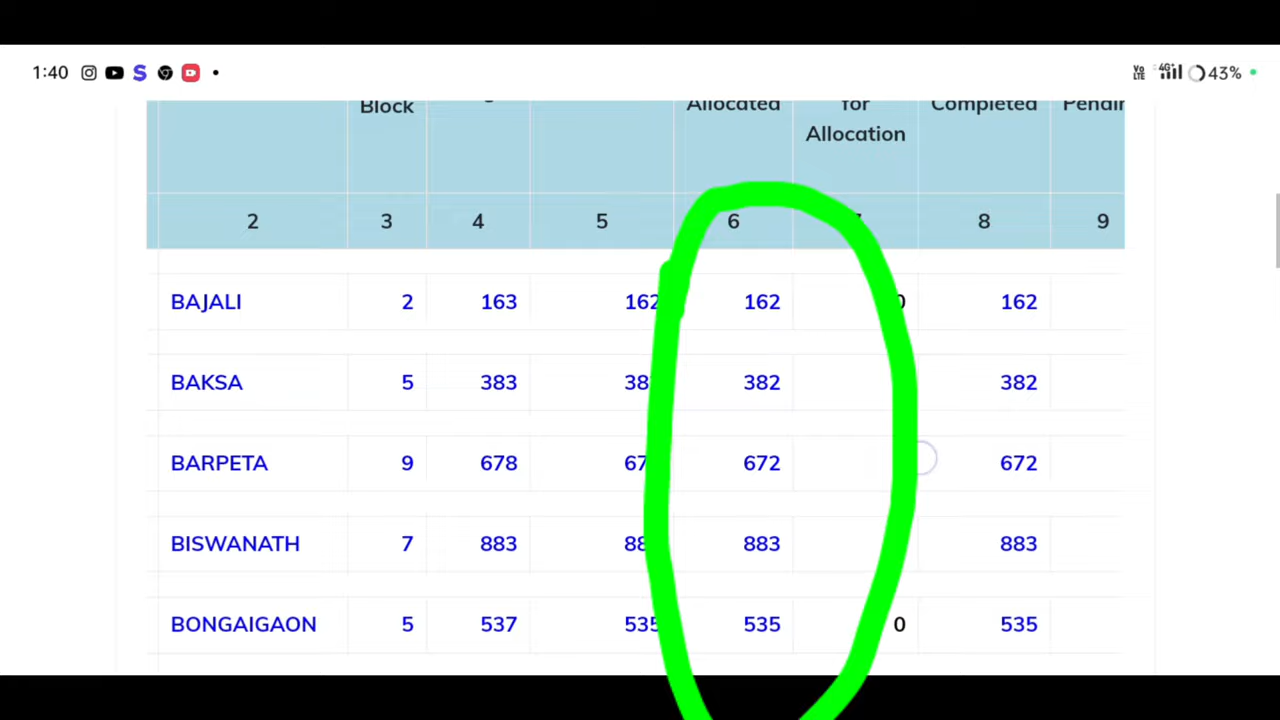 1:40 43%
Block Allocated for Allocation Completed
2 3 4 5 6 8 9
BAJALI 2 163 162 162 0 162
BAKSA 5 383 382 382
BARPETA 9 678 672 672
BISWANATH 7 883 883 883
BONGAIGAON 5 537 535 535 0 535